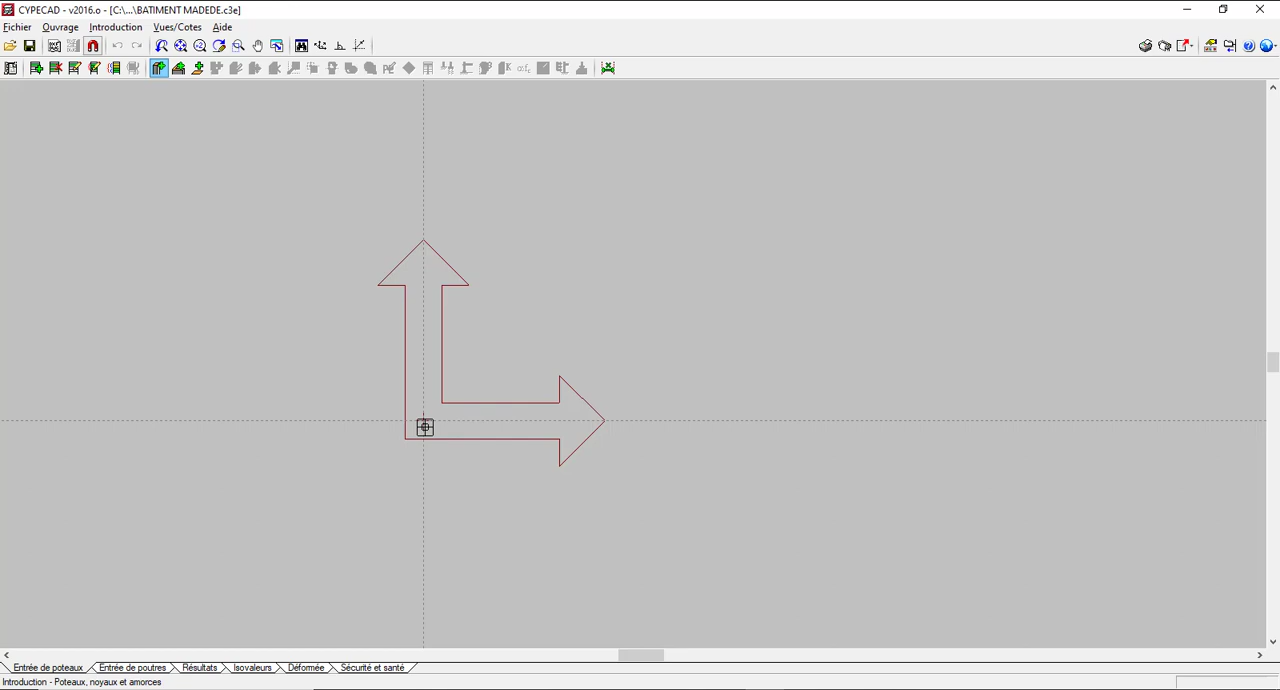 CYPECAD - v2016.o - [C:\...\BATIMENT MADEDE.c3e]
Fichier Ouvrage Introduction Vues/Cotes Aide
Entrée de poteaux Entrée de poutres Résultats Isovaleurs Déformée Sécurité et santé
Introduction - Poteaux, noyaux et amorces